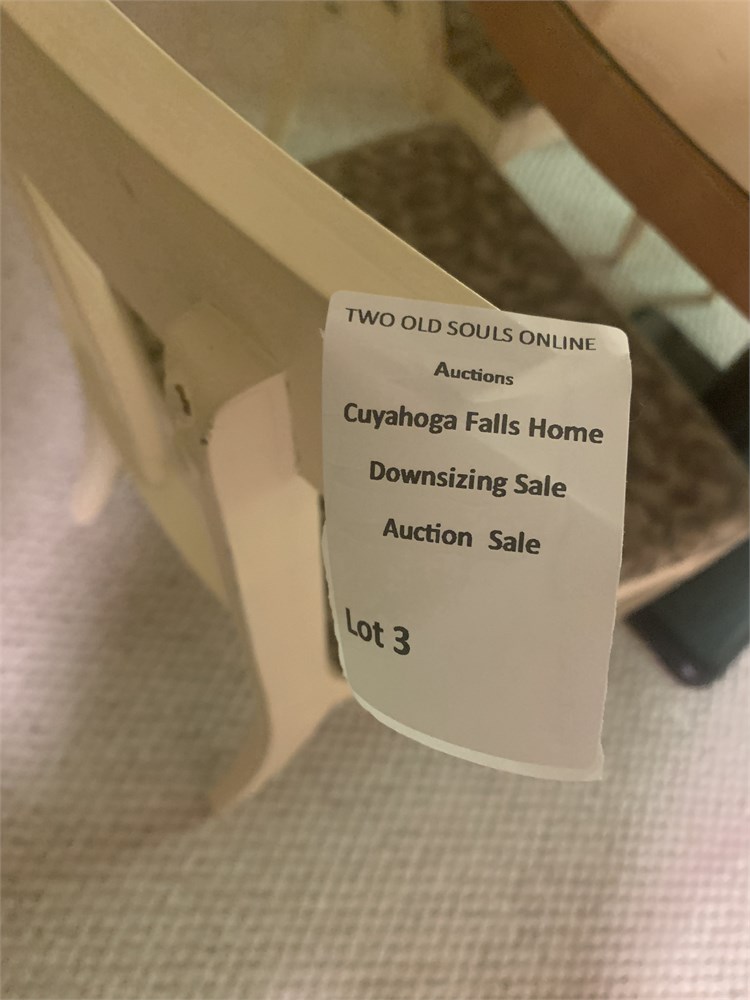 TWO OLD SOULS ONLINE
Auctions
Cuyahoga Falls Home
Downsizing Sale
Auction Sale
Lot 3